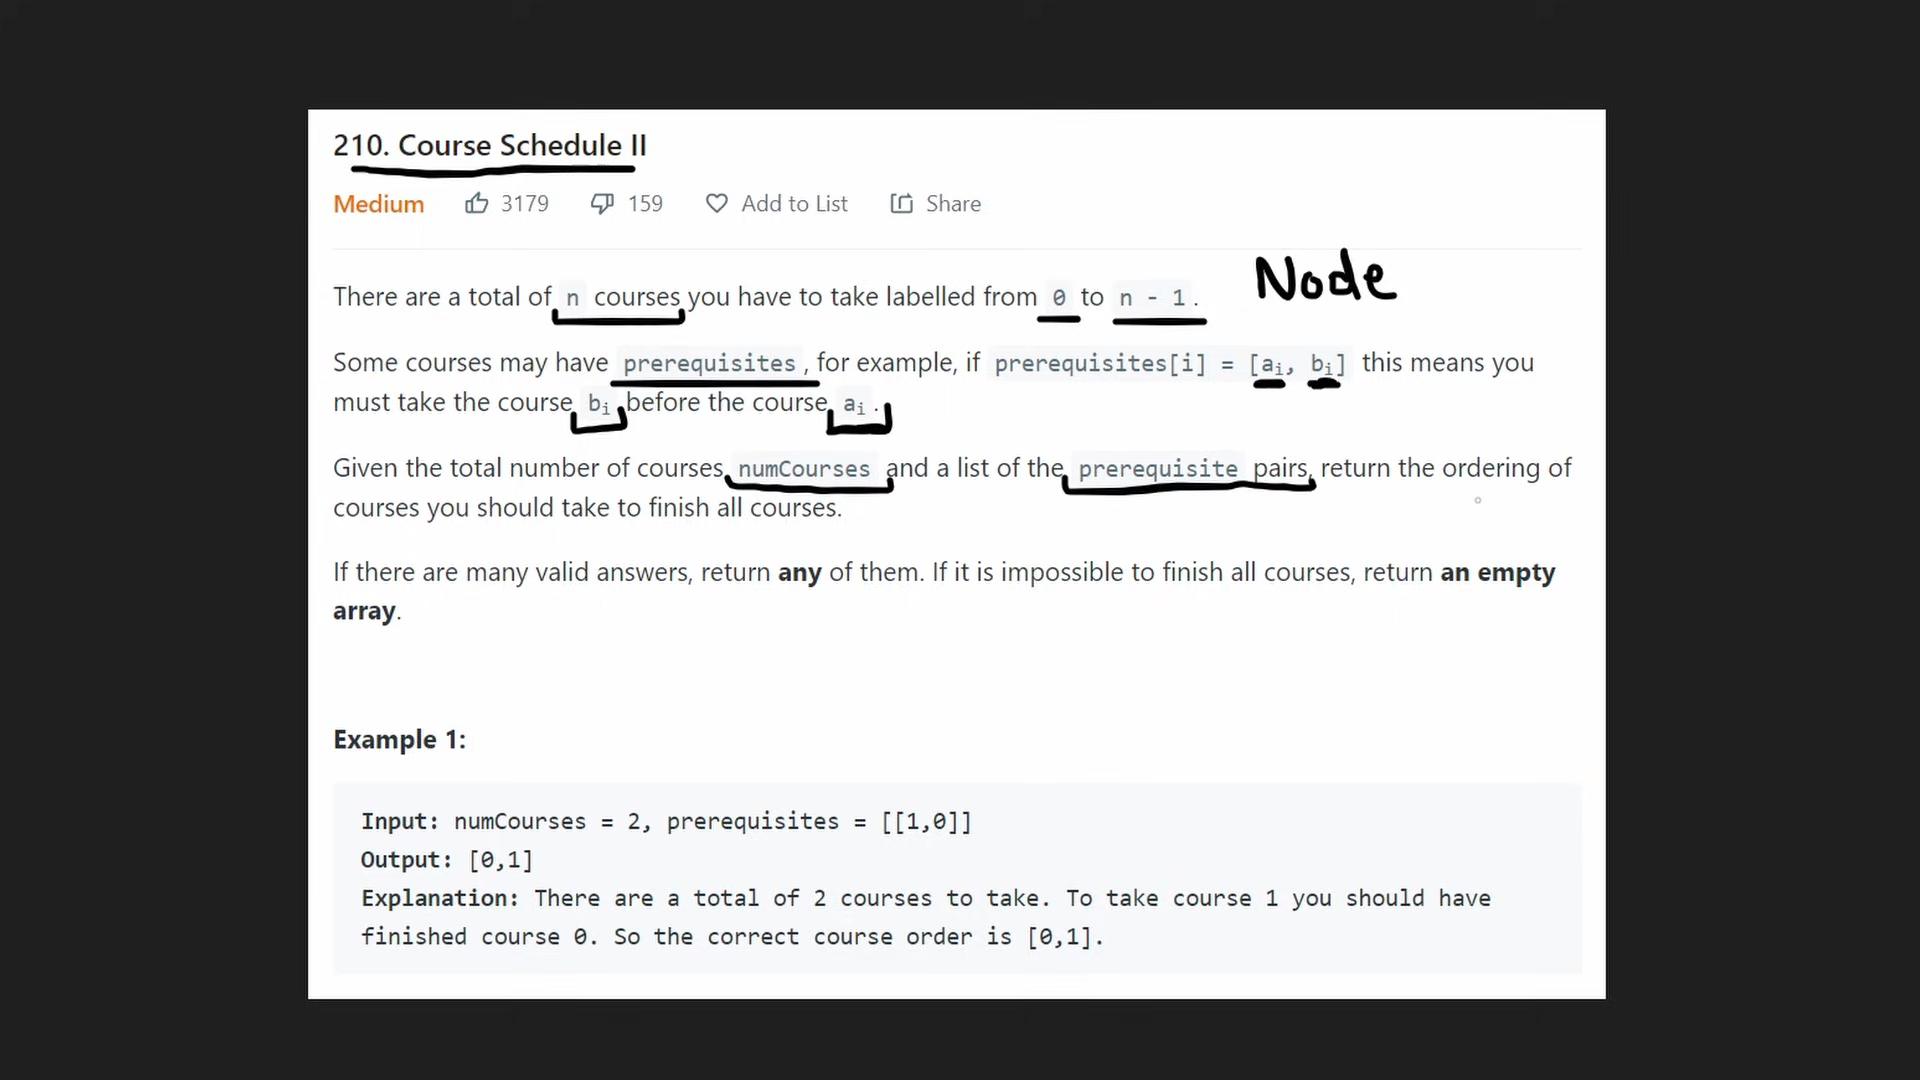 210. Course Schedule II
Medium 3179 159 Add to List Share
Node
There are a total of n courses you have to take labelled from 0 to n - 1.
Some courses may have prerequisites, for example, if prerequisites[i] = [ai, bi] this means you
must take the course bi before the course ai.
Given the total number of courses numCourses and a list of the prerequisite pairs, return the ordering of
courses you should take to finish all courses.
If there are many valid answers, return any of them. If it is impossible to finish all courses, return an empty
array.
Example 1:
Input: numCourses = 2, prerequisites = [[1,0]]
Output: [0,1]
Explanation: There are a total of 2 courses to take. To take course 1 you should have
finished course 0. So the correct course order is [0,1].